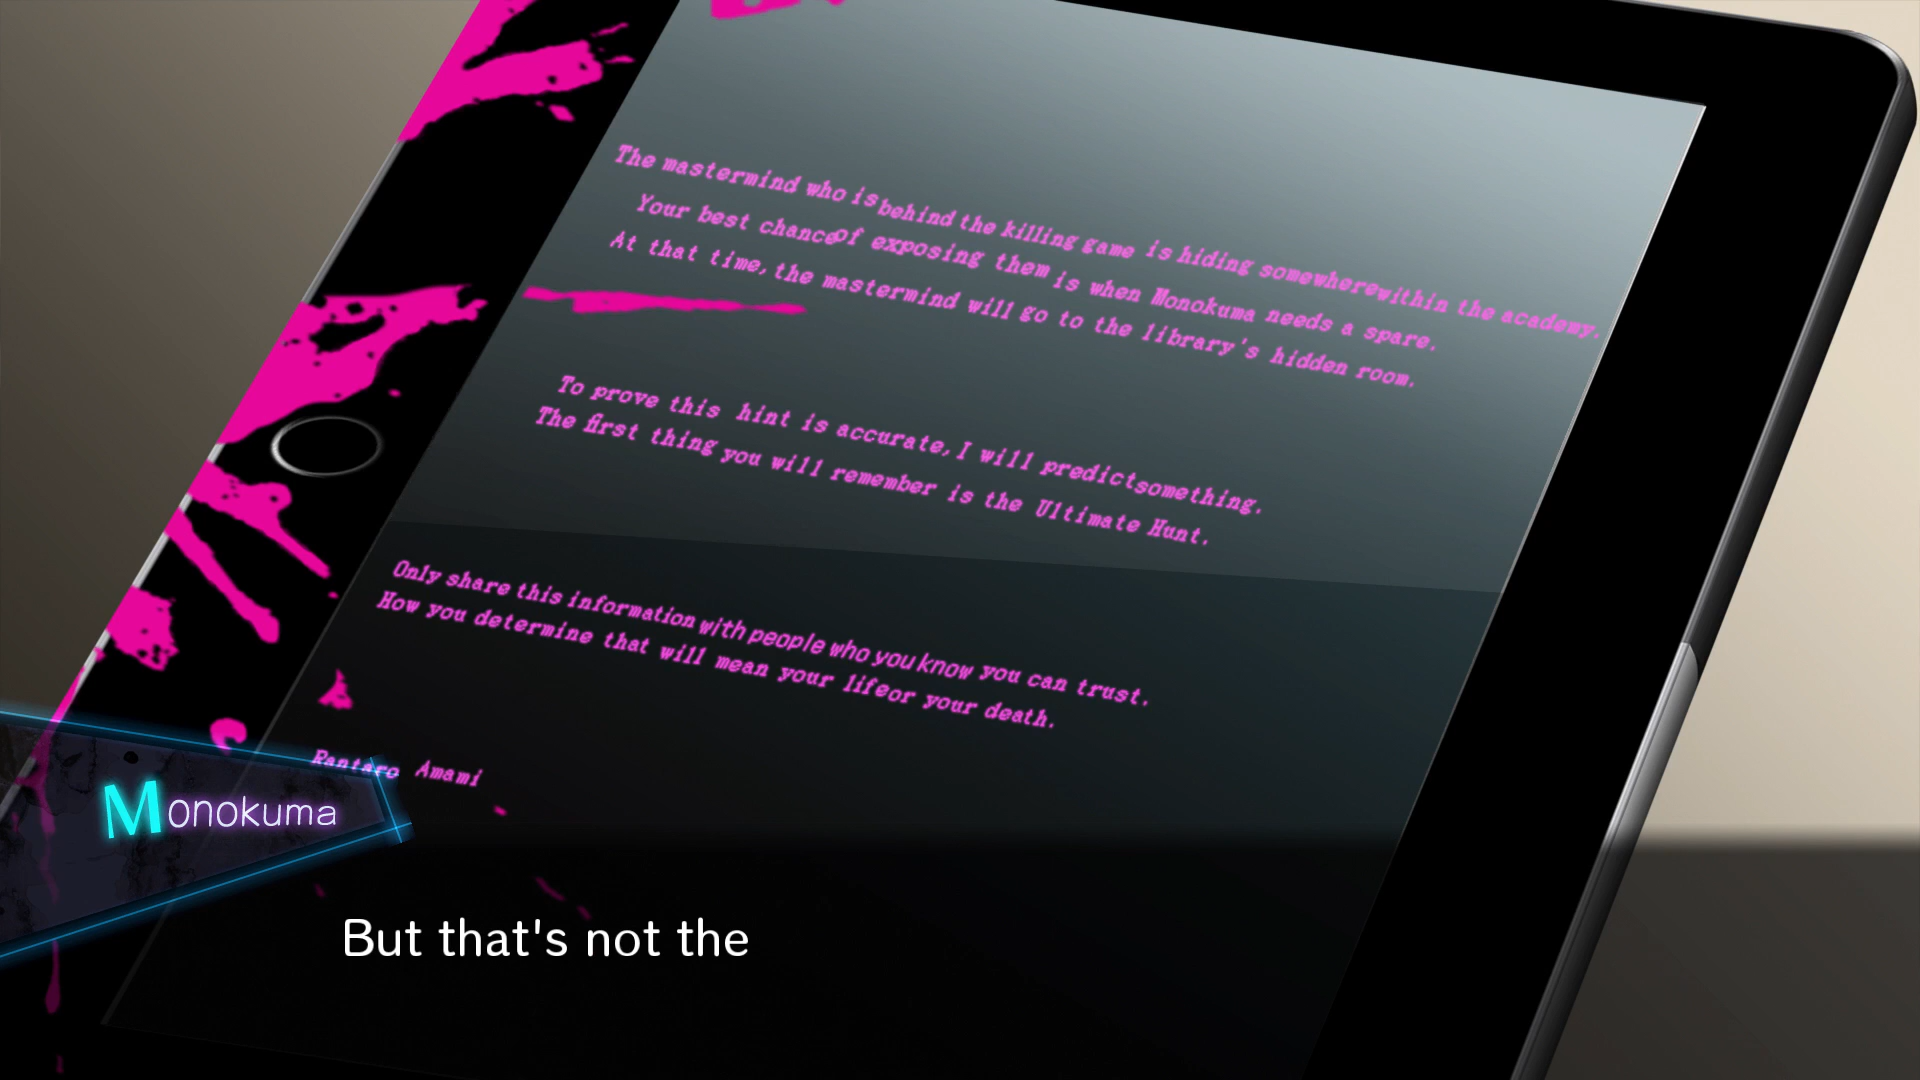 The mastermind who is behind the killing game is hiding somewhere within the academy.
Your best chance of exposing them is when Monokuma needs a spare.
At that time, the mastermind will go to the library's hidden room.
To prove this hint is accurate, I will predict something.
The first thing you will remember is the Ultimate Hunt.
Only share this information with people who you know you can trust.
How you determine that will mean your life or your death.
Rantaro Amami
Monokuma
But that's not the